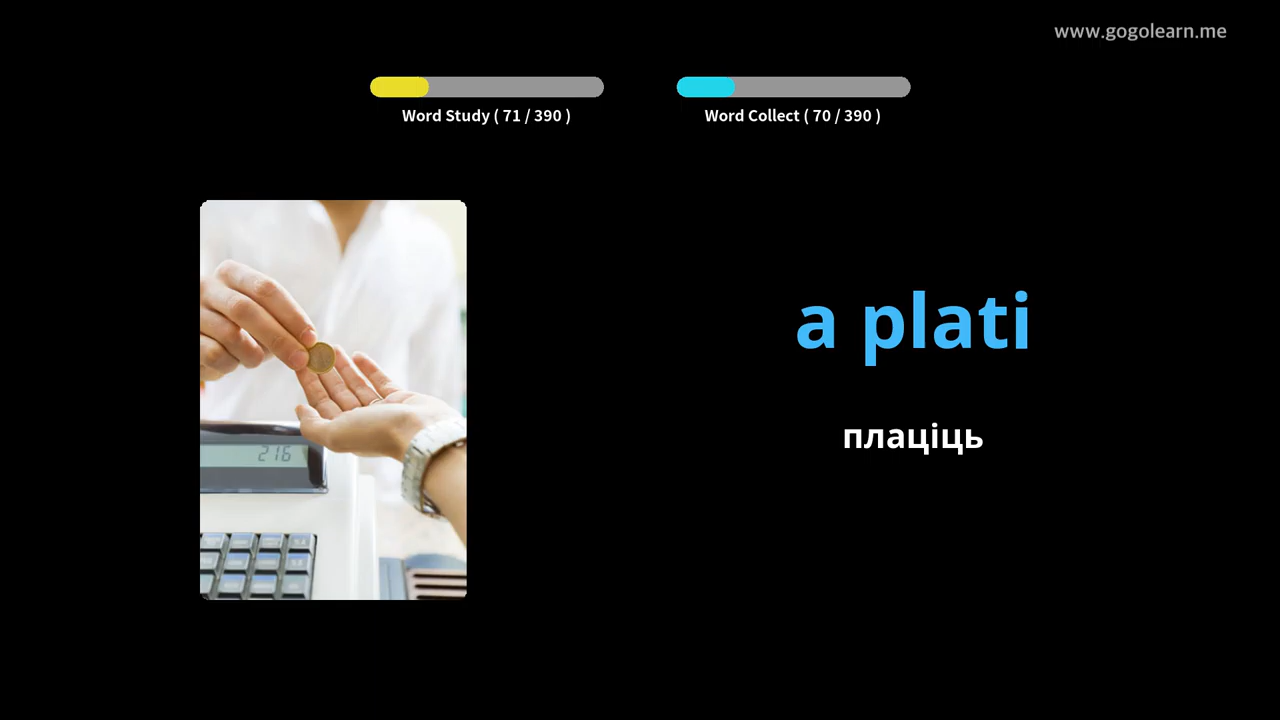 www.gogolearn.me
Word Study ( 71 / 390 )
Word Collect ( 70 / 390 )
216
a plati
плаціць